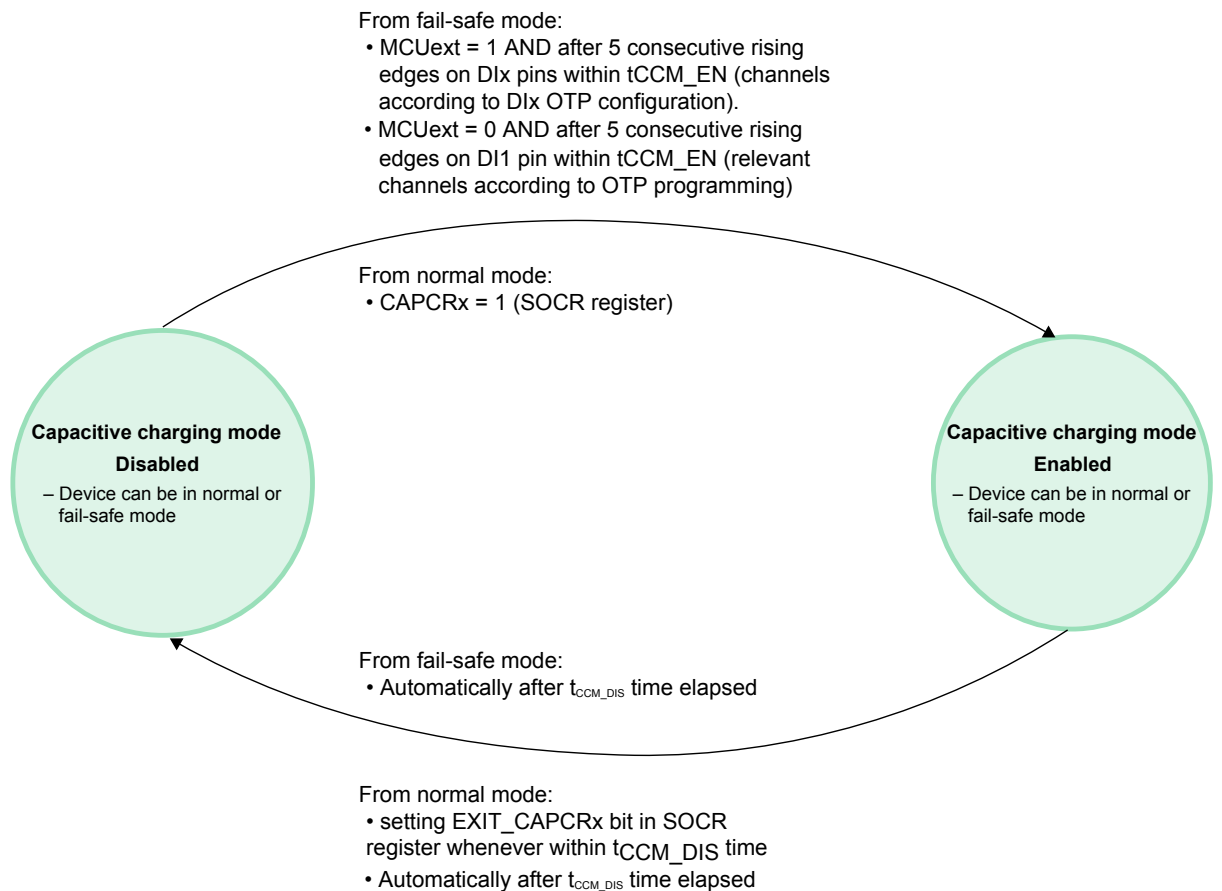 From fail-safe mode:
• MCUext = 1 AND after 5 consecutive rising
edges on DIx pins within tCCM_EN (channels
according to DIx OTP configuration).
• MCUext = 0 AND after 5 consecutive rising
edges on DI1 pin within tCCM_EN (relevant
channels according to OTP programming)
From normal mode:
• CAPCRx = 1 (SOCR register)
Capacitive charging mode
Disabled
– Device can be in normal or
fail-safe mode
Capacitive charging mode
Enabled
– Device can be in normal or
fail-safe mode
From fail-safe mode:
• Automatically after tCCM_DIS time elapsed
From normal mode:
• setting EXIT_CAPCRx bit in SOCR
register whenever within tCCM_DIS time
• Automatically after tCCM_DIS time elapsed